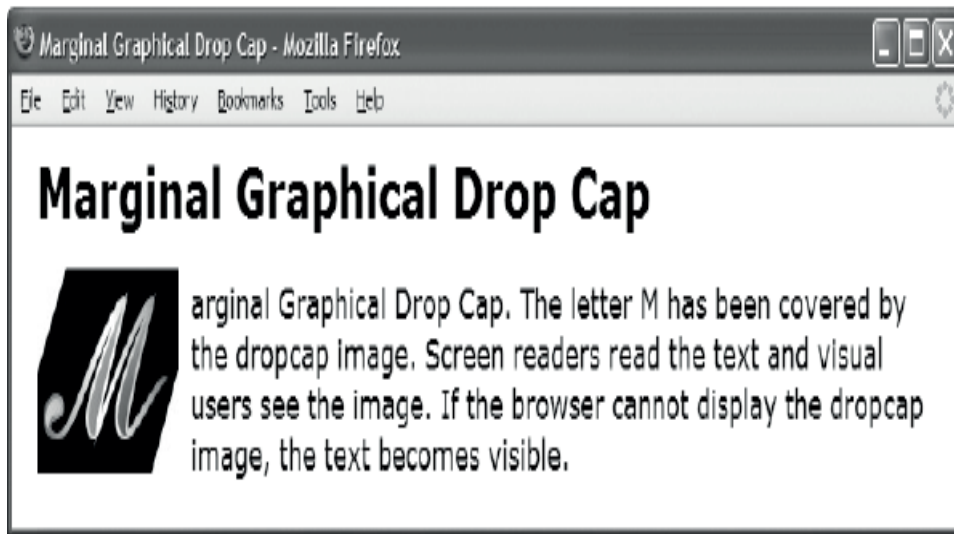 Marginal Graphical Drop Cap - Mozilla Firefox
File Edit View History Bookmarks Tools Help
Marginal Graphical Drop Cap
M
arginal Graphical Drop Cap. The letter M has been covered by
the dropcap image. Screen readers read the text and visual
users see the image. If the browser cannot display the dropcap
image, the text becomes visible.